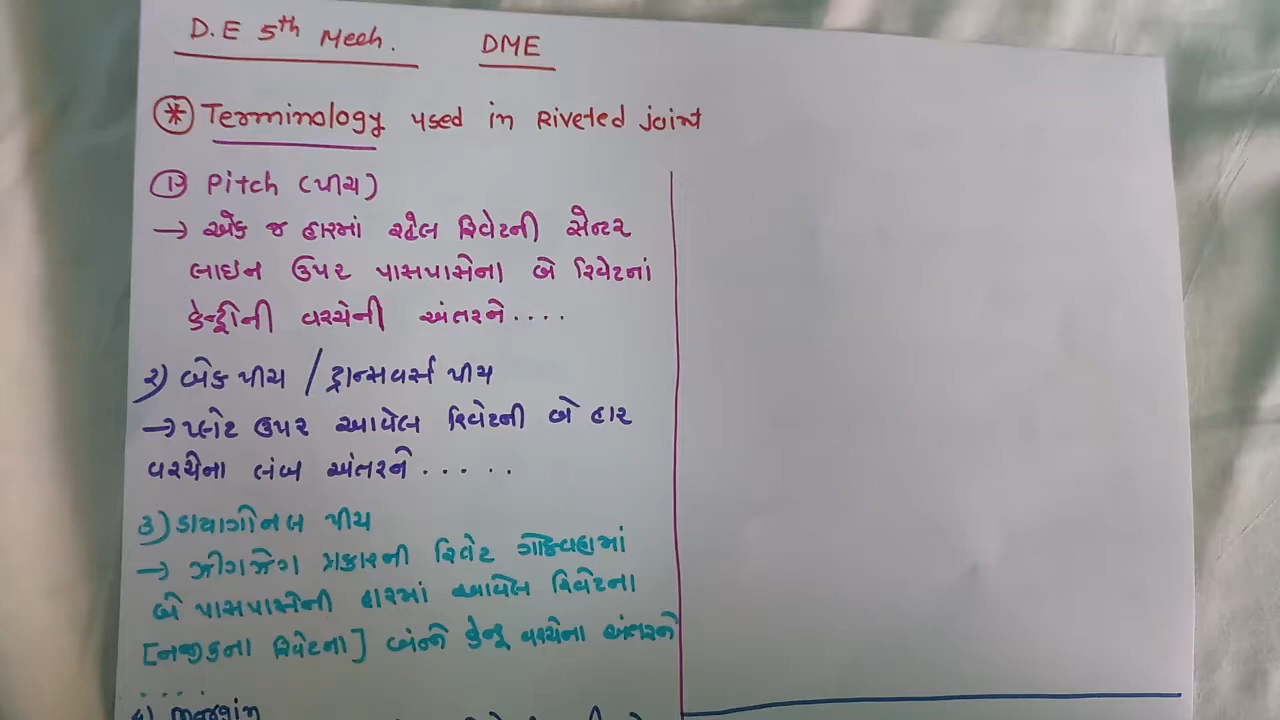 D.E 5th Mech. DME
* Terminology used in Riveted joint
1) Pitch (પીચ)
→ એક જ હારમાં રહેલ રિવેટની સેન્ટર
લાઇન ઉપર પાસપાસેના બે રિવેટનાં
કેન્દ્રોની વચ્ચેની અંતરને....
૨) બેક પીચ / ટ્રાન્સવર્સ પીચ
→ પ્લેટ ઉપર આવેલ રિવેટની બે હાર
વચ્ચેના લંબ અંતરને.....
૩) ડાયાગોનલ પીચ
→ ઝીગઝેગ પ્રકારની રિવેટ ગોઠવણમાં
બે પાસપાસેની હારમાં આવેલ રિવેટના
[નજીકના રિવેટના] બંન્ને કેન્દ્ર વચ્ચેના અંતરને
....